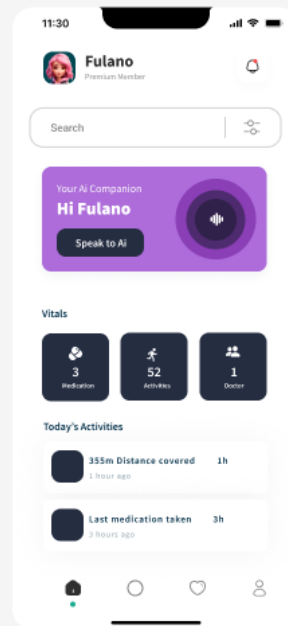 11:30
Fulano
Premium Member
Search
Your Ai Companion
Hi Fulano
Speak to Ai
Vitals
3 52 1
Medication Activities Doctor
Today's Activities
355m Distance covered 1h
1 hour ago
Last medication taken 3h
3 hours ago